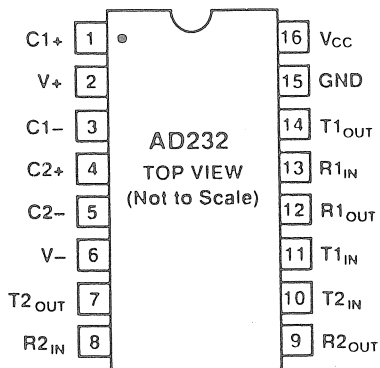 C1+ 1 16 VCC
V+ 2 15 GND
C1– 3 14 T1OUT
AD232
C2+ 4 13 R1IN
TOP VIEW
(Not to Scale)
C2– 5 12 R1OUT
V– 6 11 T1IN
T2OUT 7 10 T2IN
R2IN 8 9 R2OUT